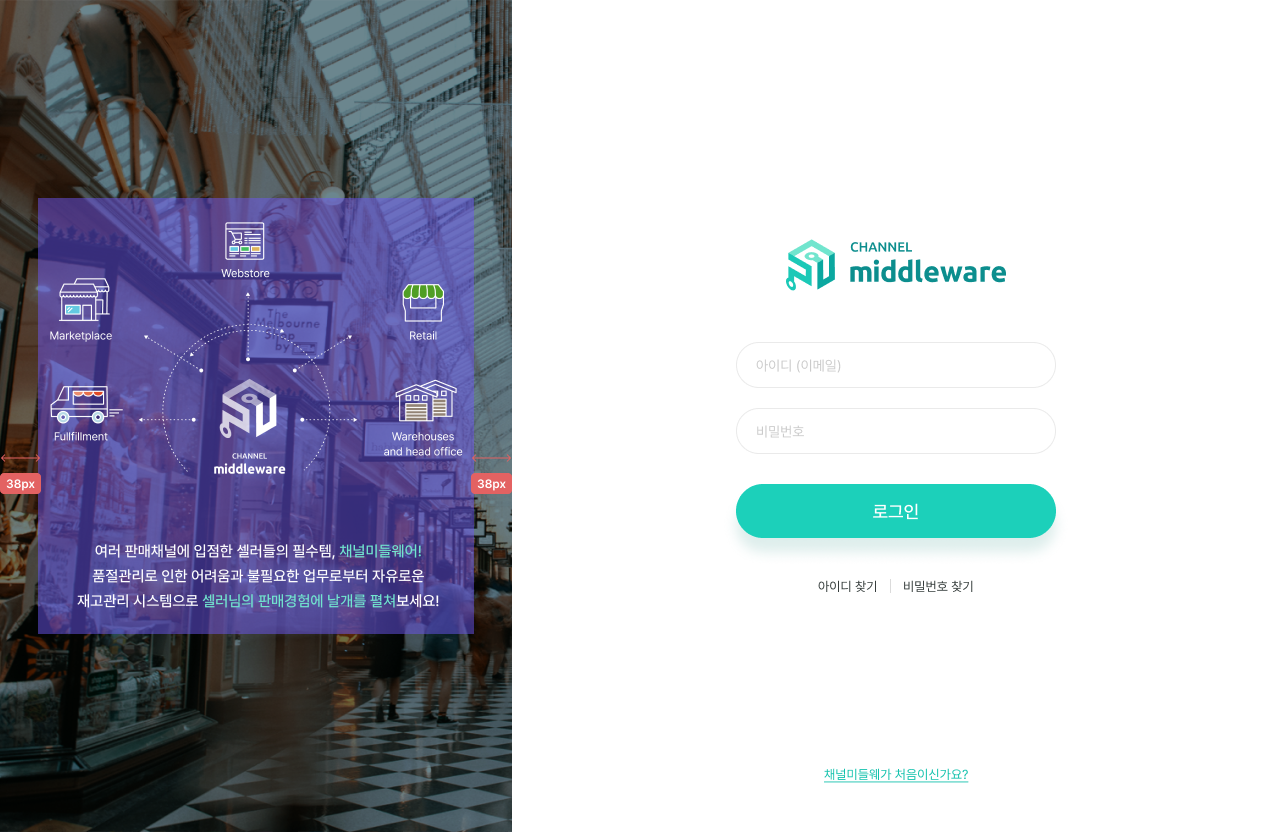 Webstore
Marketplace
Retail
The
Melbourne
Shop
by
Fullfillment
Warehouses
and head office
CHANNEL
middleware
38px
38px
여러 판매채널에 입점한 셀러들의 필수템, 채널미들웨어!
품절관리로 인한 어려움과 불필요한 업무로부터 자유로운
재고관리 시스템으로 셀러님의 판매경험에 날개를 펼쳐보세요!
CHANNEL
middleware
아이디 (이메일)
비밀번호
로그인
아이디 찾기
비밀번호 찾기
채널미들웨가 처음이신가요?